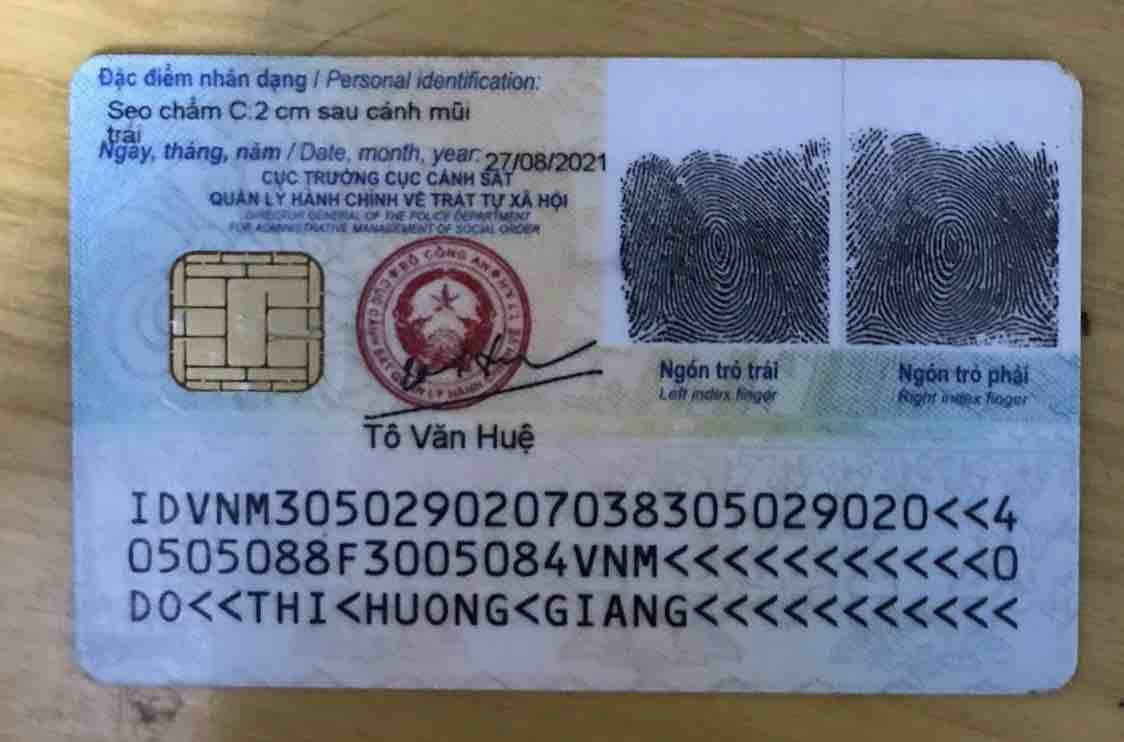 Đặc điểm nhân dạng / Personal identification:
Sẹo chấm C:2 cm sau cánh mũi
trái
Ngày, tháng, năm / Date, month, year: 27/08/2021
CỤC TRƯỞNG CỤC CẢNH SÁT
QUẢN LÝ HÀNH CHÍNH VỀ TRẬT TỰ XÃ HỘI
DIRECTOR GENERAL OF THE POLICE DEPARTMENT
FOR ADMINISTRATIVE MANAGEMENT OF SOCIAL ORDER
BỘ CÔNG AN
Tô Văn Huệ
Ngón trỏ trái
Left index finger
Ngón trỏ phải
Right index finger
IDVNM3050290207038305029020<<4
0505088F3005084VNM<<<<<<<<<<<0
DO<<THI<HUONG<GIANG<<<<<<<<<<<